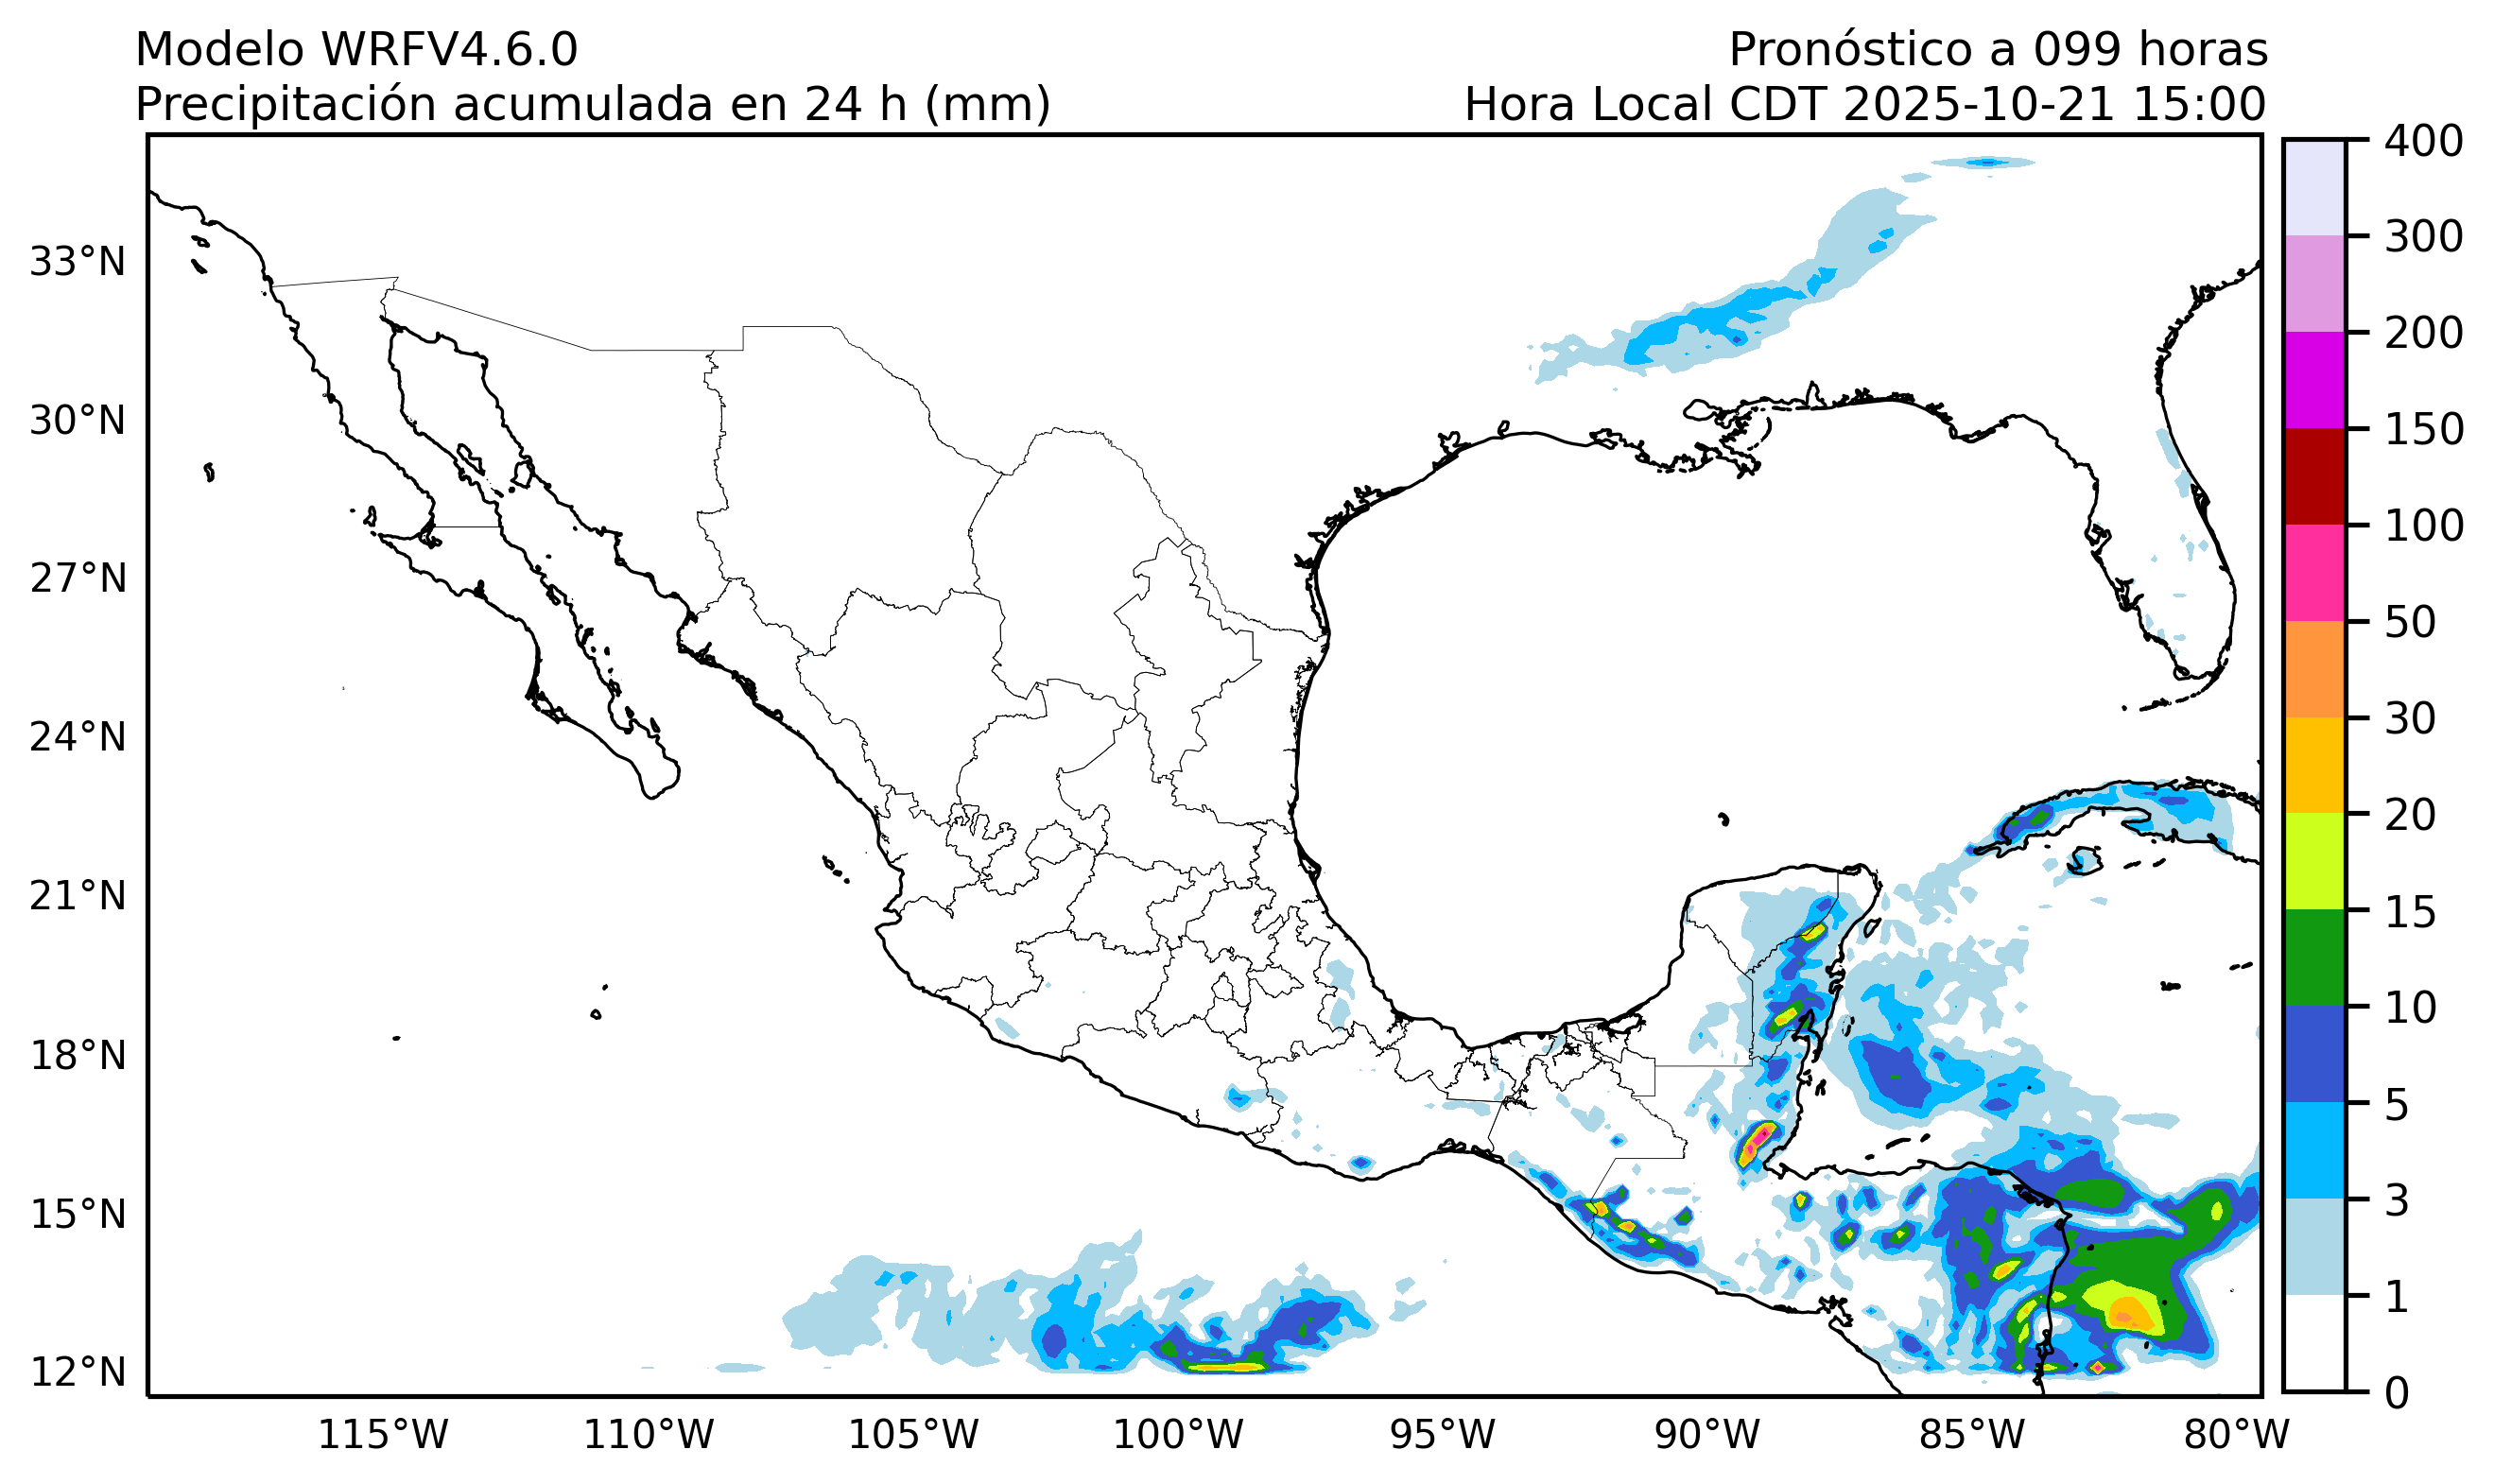 Modelo WRFV4.6.0
Pronóstico a 099 horas
Precipitación acumulada en 24 h (mm)
Hora Local CDT 2025-10-21 15:00
400
300
200
150
100
50
30
20
15
10
5
3
1
0
33°N
30°N
27°N
24°N
21°N
18°N
15°N
12°N
115°W
110°W
105°W
100°W
95°W
90°W
85°W
80°W